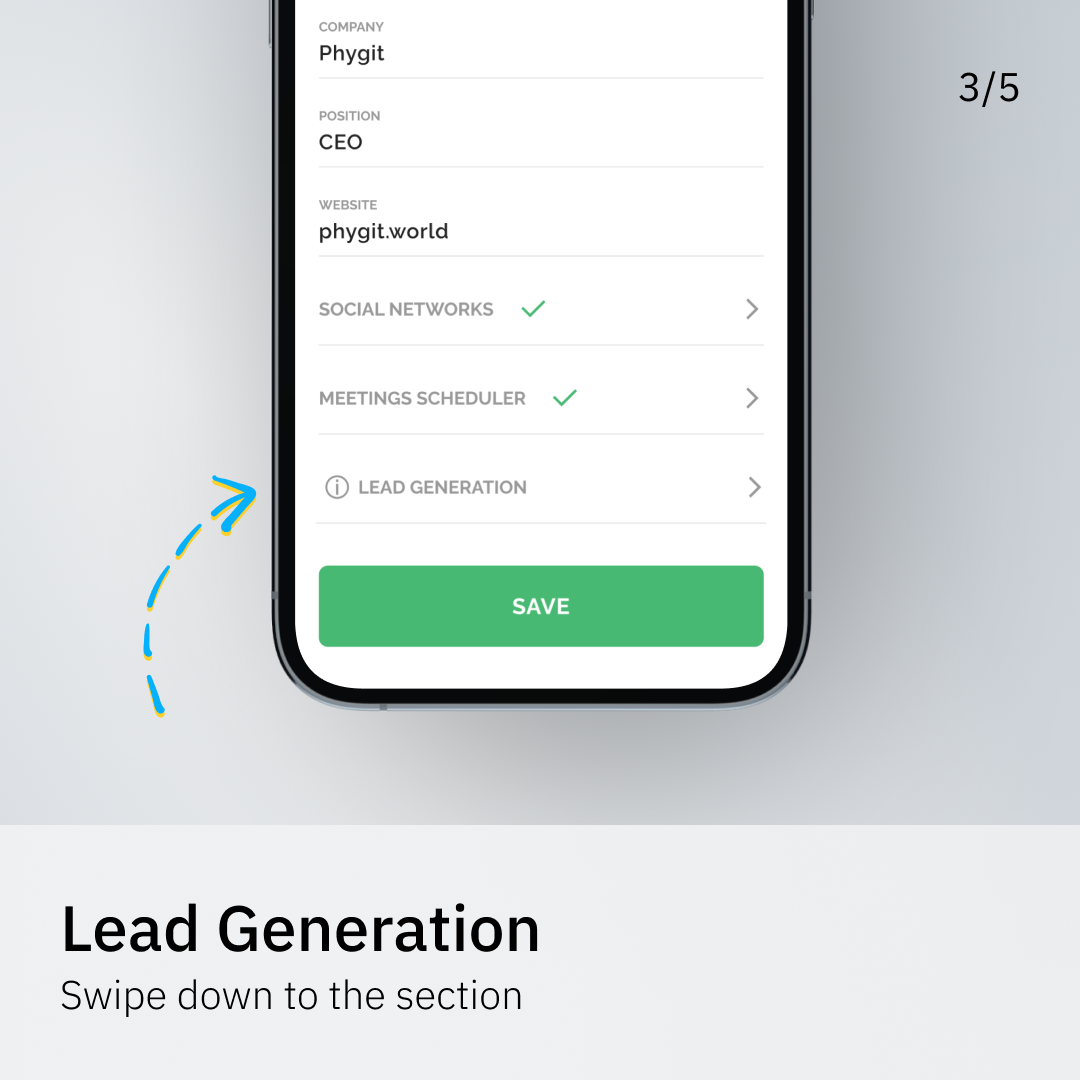 COMPANY
Phygit
3/5
POSITION
CEO
WEBSITE
phygit.world
SOCIAL NETWORKS
MEETINGS SCHEDULER
LEAD GENERATION
SAVE
Lead Generation
Swipe down to the section